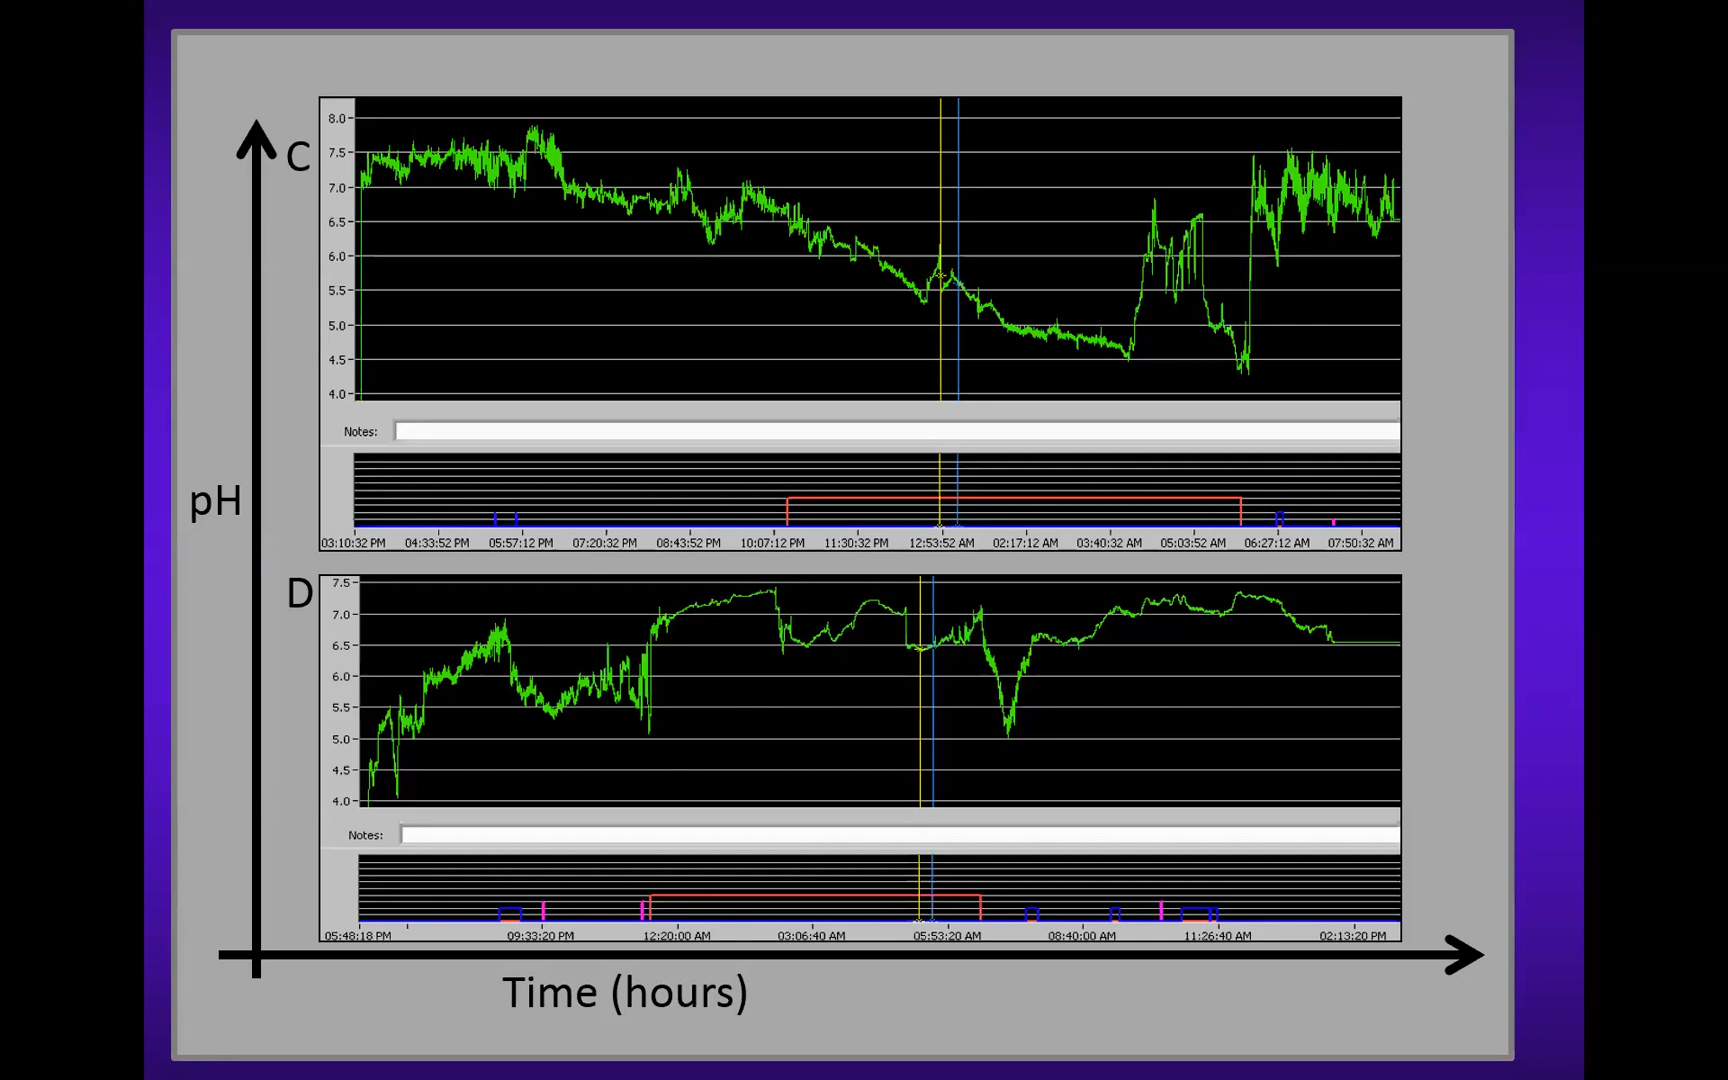 C
8.0
7.5
7.0
6.5
6.0
5.5
5.0
4.5
4.0
Notes:
pH
03:10:32 PM 04:33:52 PM 05:57:12 PM 07:20:32 PM 08:43:52 PM 10:07:12 PM 11:30:32 PM 12:53:52 AM 02:17:12 AM 03:40:32 AM 05:03:52 AM 06:27:12 AM 07:50:32 AM
D
7.5
7.0
6.5
6.0
5.5
5.0
4.5
4.0
Notes:
05:48:18 PM 09:33:20 PM 12:20:00 AM 03:06:40 AM 05:53:20 AM 08:40:00 AM 11:26:40 AM 02:13:20 PM
Time (hours)